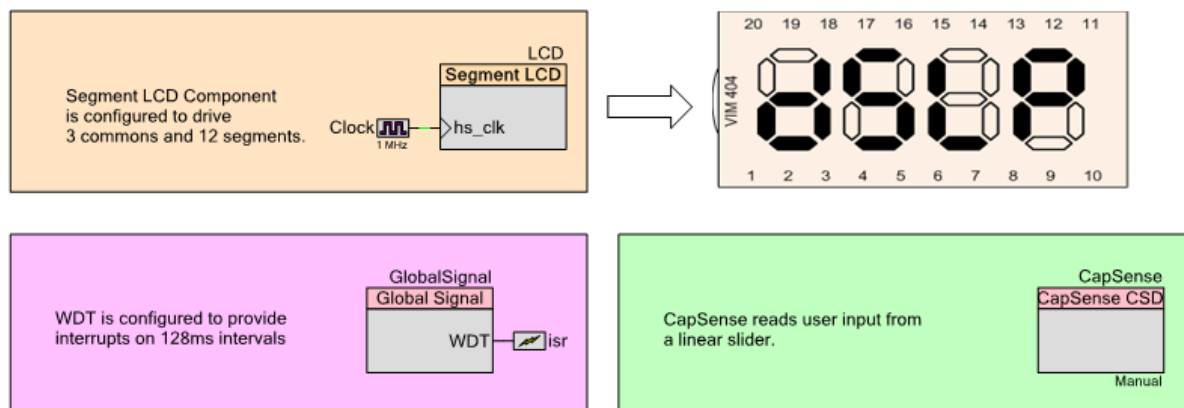 LCD
Segment LCD
Segment LCD Component
is configured to drive
3 commons and 12 segments.
Clock
1 MHz
hs_clk
20 19 18 17 16 15 14 13 12 11
VIM 404
dSLP
1 2 3 4 5 6 7 8 9 10
GlobalSignal
Global Signal
WDT is configured to provide
interrupts on 128ms intervals
WDT
isr
CapSense
CapSense CSD
CapSense reads user input from
a linear slider.
Manual